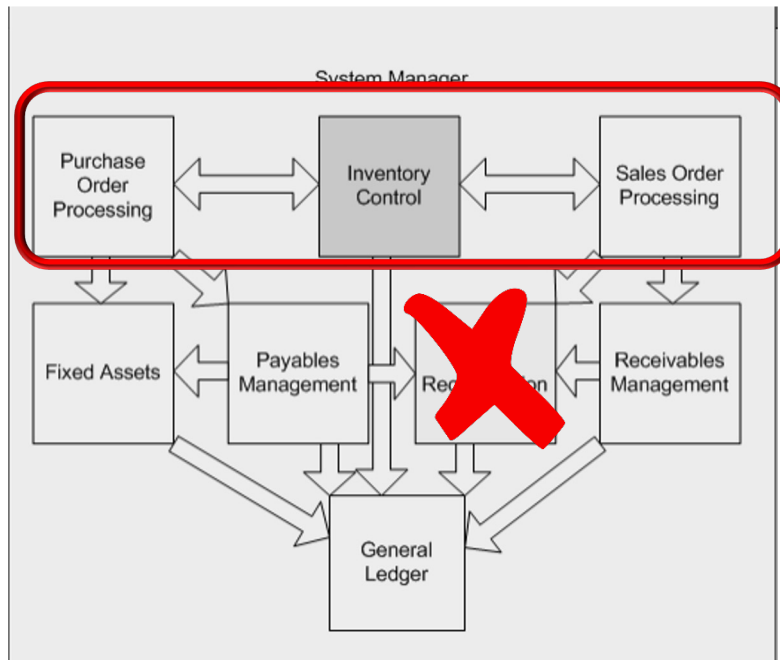 System Manager
Purchase
Order
Processing
Inventory
Control
Sales Order
Processing
Fixed Assets
Payables
Management
Receivables
Management
General
Ledger